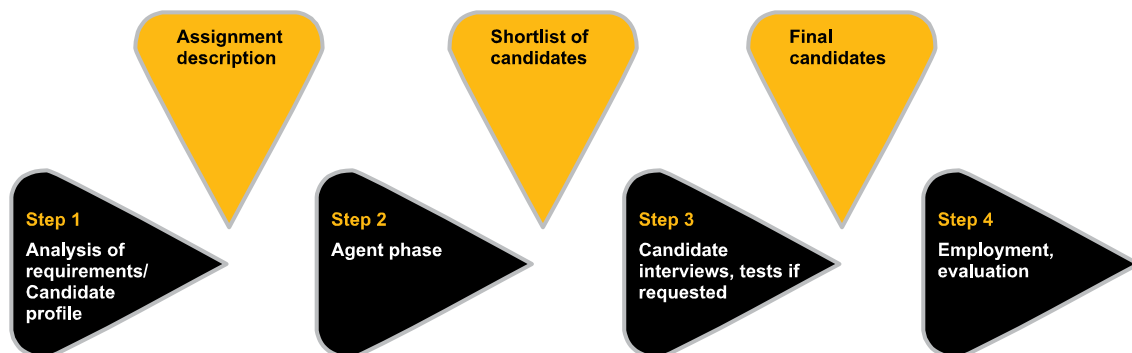 Assignment
description
Shortlist of
candidates
Final
candidates
Step 1
Analysis of
requirements/
Candidate
profile
Step 2
Agent phase
Step 3
Candidate
interviews, tests if
requested
Step 4
Employment,
evaluation